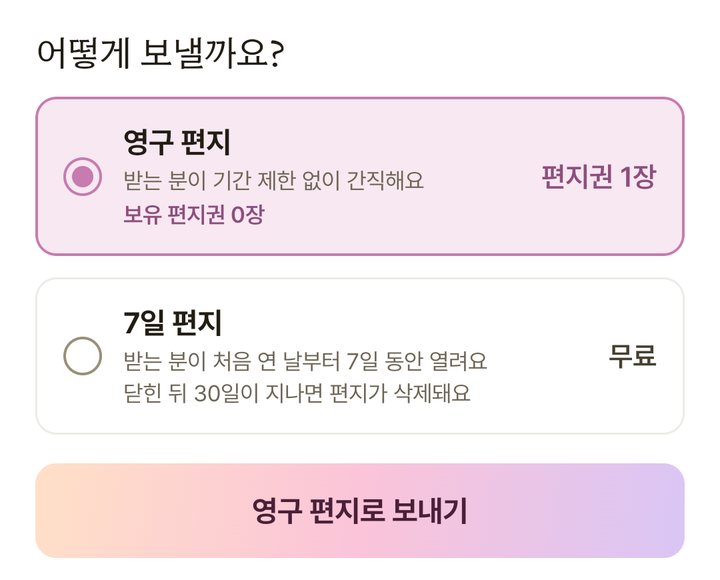 어떻게 보낼까요?
영구 편지
받는 분이 기간 제한 없이 간직해요
보유 편지권 0장
편지권 1장
7일 편지
받는 분이 처음 연 날부터 7일 동안 열려요
닫힌 뒤 30일이 지나면 편지가 삭제돼요
무료
영구 편지로 보내기